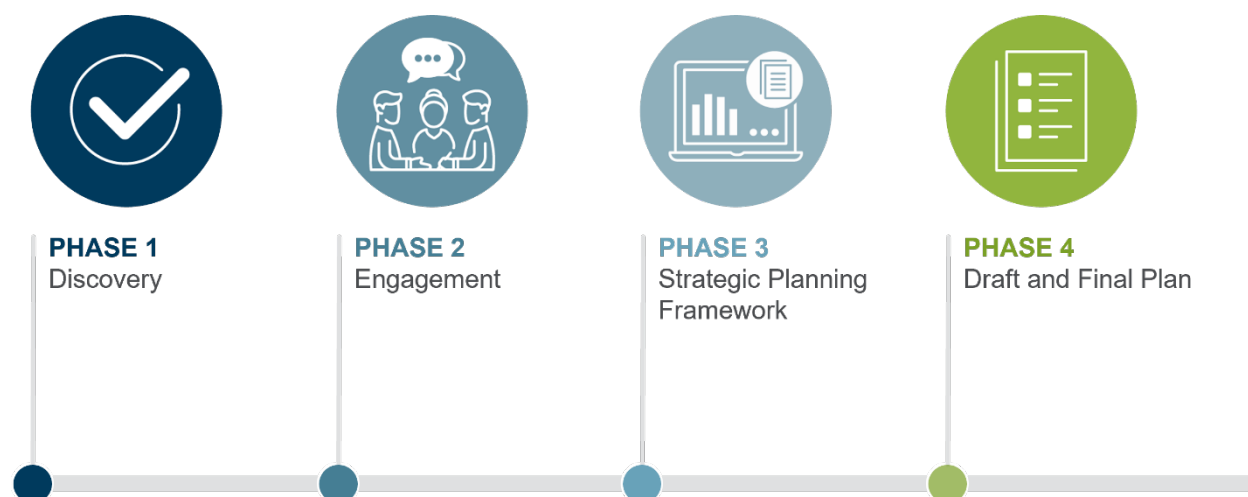 PHASE 1
Discovery
PHASE 2
Engagement
PHASE 3
Strategic Planning
Framework
PHASE 4
Draft and Final Plan